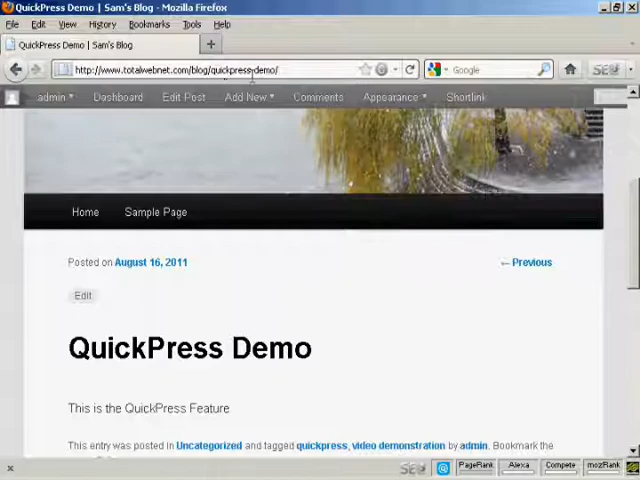 QuickPress Demo | Sam's Blog - Mozilla Firefox
File Edit View History Bookmarks Tools Help
QuickPress Demo | Sam's Blog
http://www.totalwebnet.com/blog/quickpress-demo/ Google SEO
admin Dashboard Edit Post Add New Comments Appearance Shortlink
Home Sample Page
Posted on August 16, 2011 ← Previous
Edit
QuickPress Demo
This is the QuickPress Feature
This entry was posted in Uncategorized and tagged quickpress, video demonstration by admin. Bookmark the
SEO PageRank Alexa Compete mozRank